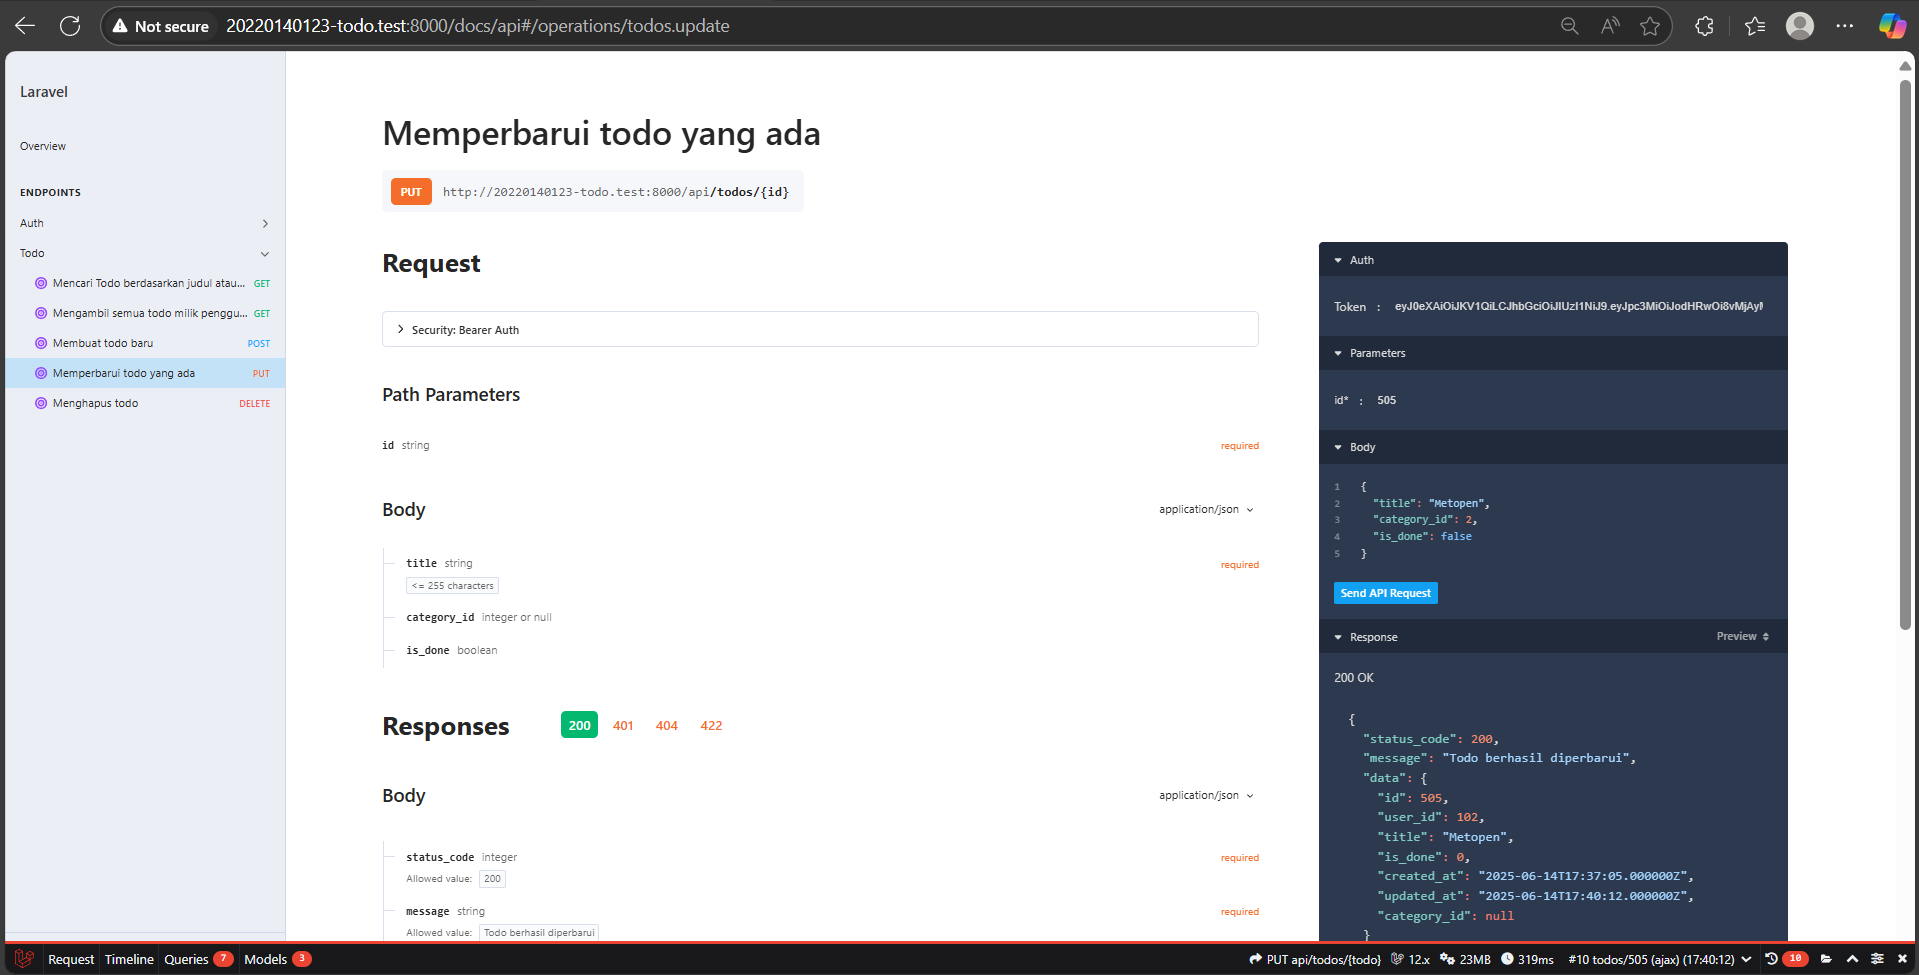 Not secure 20220140123-todo.test:8000/docs/api#/operations/todos.update
Laravel
Overview
ENDPOINTS
Auth
Todo
Mencari Todo berdasarkan judul atau... GET
Mengambil semua todo milik penggu... GET
Membuat todo baru POST
Memperbarui todo yang ada PUT
Menghapus todo DELETE
Memperbarui todo yang ada
PUT http://20220140123-todo.test:8000/api/todos/{id}
Request
Security: Bearer Auth
Path Parameters
id string required
Body application/json
title string required
<= 255 characters
category_id integer or null
is_done boolean
Responses 200 401 404 422
Body application/json
status_code integer required
Allowed value: 200
message string required
Allowed value: Todo berhasil diperbarui
Auth
Token :
Parameters
id* : 505
Body
1 {
2 "title": "Metopen",
3 "category_id": 2,
4 "is_done": false
5 }
Send API Request
Response Preview
200 OK
{
"status_code": 200,
"message": "Todo berhasil diperbarui",
"data": {
"id": 505,
"user_id": 102,
"title": "Metopen",
"is_done": 0,
"created_at": "2025-06-14T17:37:05.000000Z",
"updated_at": "2025-06-14T17:40:12.000000Z",
"category_id": null
}
Request Timeline Queries 7 Models 3 PUT api/todos/{todo} 12.x 23MB 319ms #10 todos/505 (ajax) (17:40:12) 10